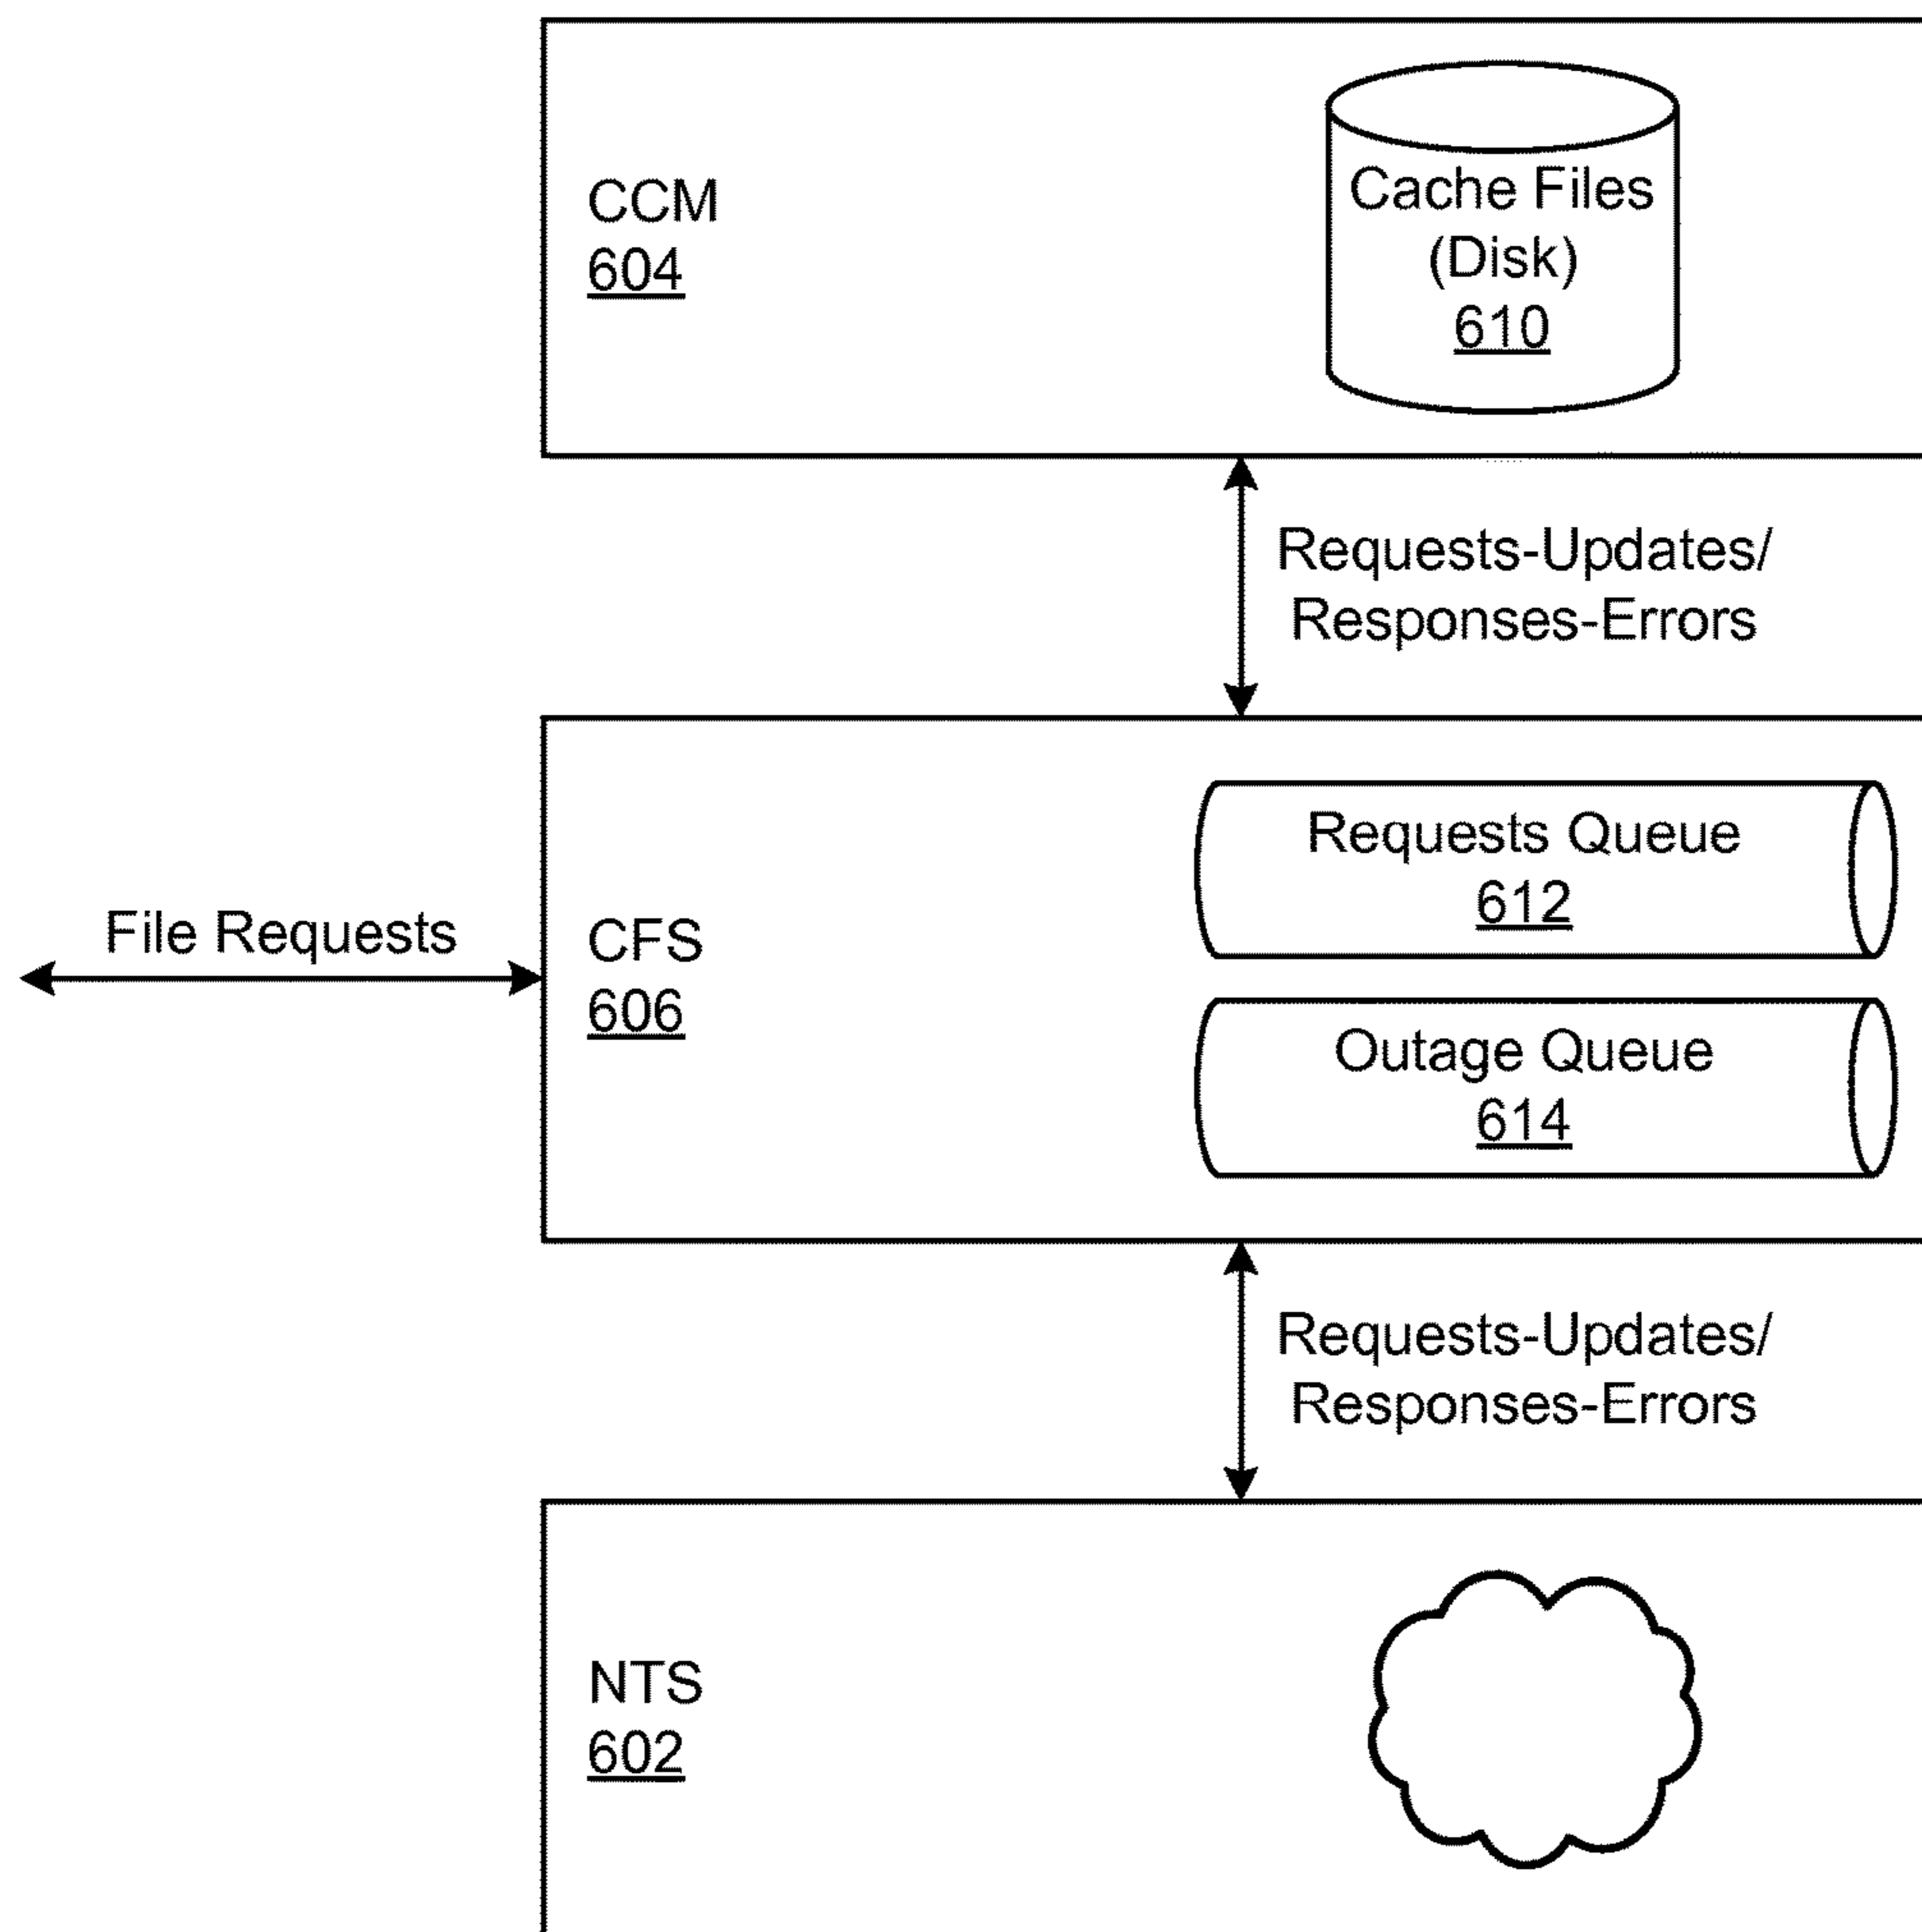 CCM
604
Cache Files
(Disk)
610
Requests-Updates/
Responses-Errors
File Requests
CFS
606
Requests Queue
612
Outage Queue
614
Requests-Updates/
Responses-Errors
NTS
602